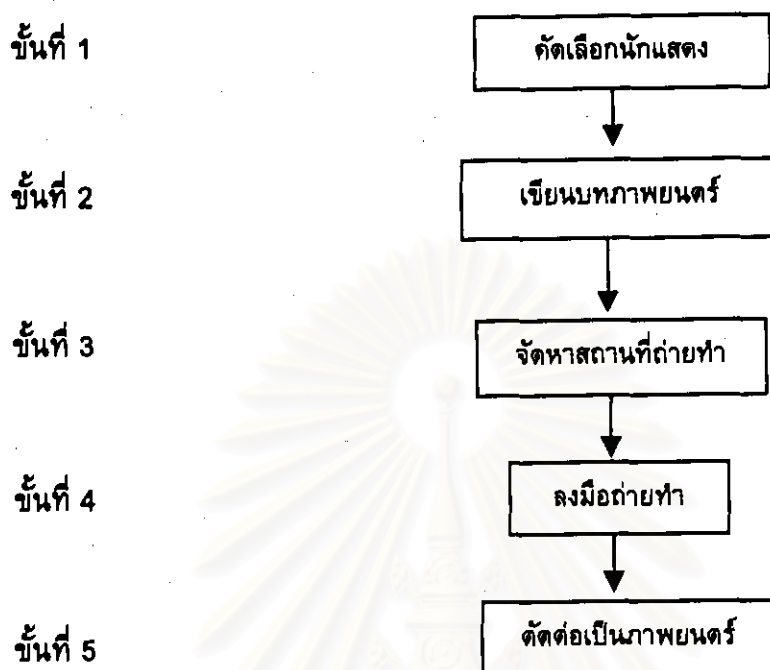 ขั้นที่ 1 คัดเลือกนักแสดง
ขั้นที่ 2 เขียนบทภาพยนตร์
ขั้นที่ 3 จัดหาสถานที่ถ่ายทำ
ขั้นที่ 4 ลงมือถ่ายทำ
ขั้นที่ 5 ตัดต่อเป็นภาพยนตร์